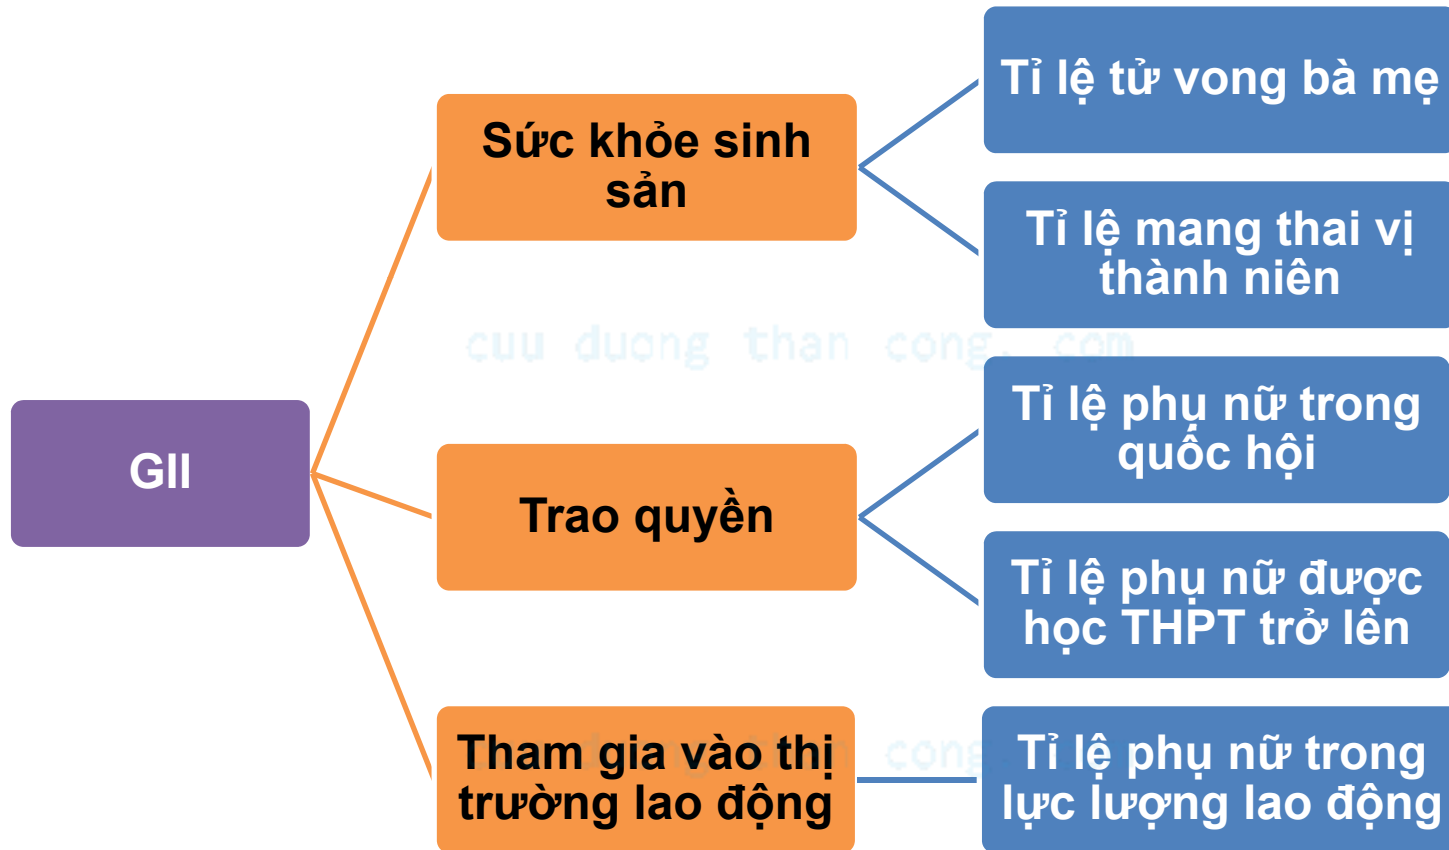 GII
Sức khỏe sinh
sản
Tỉ lệ tử vong bà mẹ
Tỉ lệ mang thai vị
thành niên
cuu duong than cong. com
Trao quyền
Tỉ lệ phụ nữ trong
quốc hội
Tỉ lệ phụ nữ được
học THPT trở lên
Tham gia vào thị
trường lao động
Tỉ lệ phụ nữ trong
lực lượng lao động